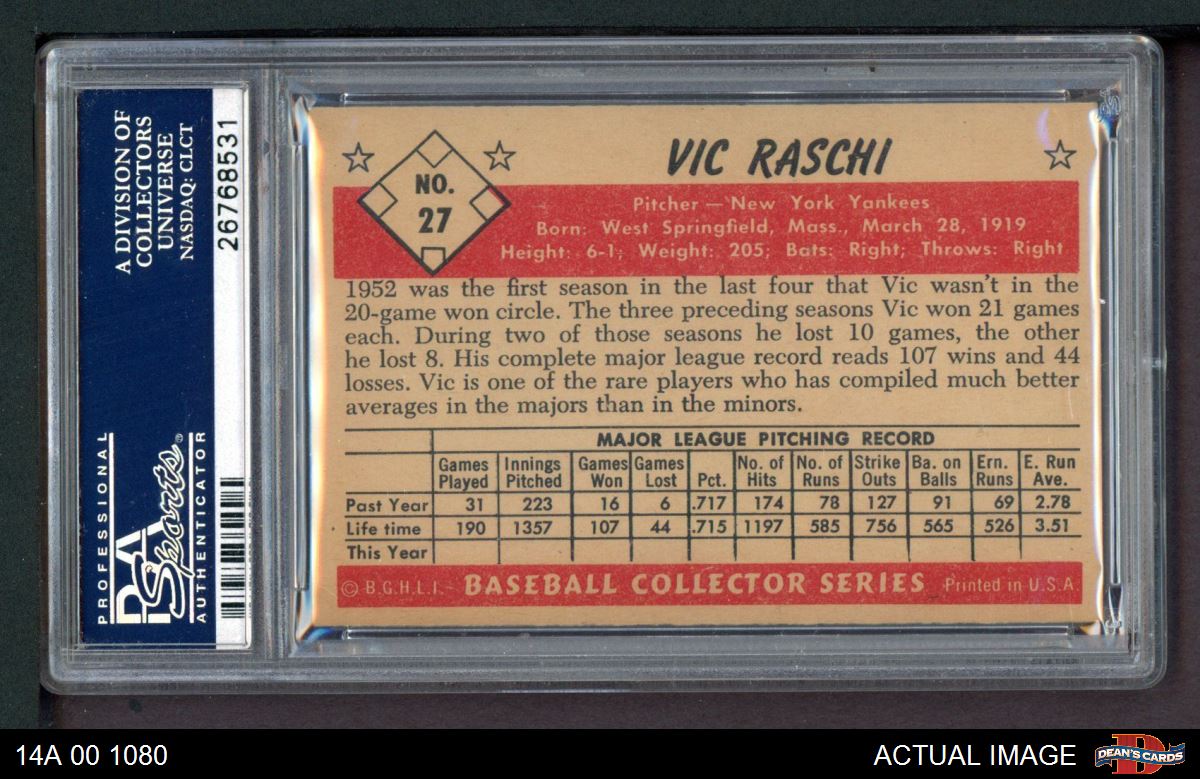 A DIVISION OF
COLLECTORS
UNIVERSE
NASDAQ: CLCT
26768531
PROFESSIONAL
PSA
Sports®
AUTHENTICATOR
NO.
27
VIC RASCHI
Pitcher — New York Yankees
Born: West Springfield, Mass., March 28, 1919
Height: 6-1; Weight: 205; Bats: Right; Throws: Right
1952 was the first season in the last four that Vic wasn't in the
20-game won circle. The three preceding seasons Vic won 21 games
each. During two of those seasons he lost 10 games, the other
he lost 8. His complete major league record reads 107 wins and 44
losses. Vic is one of the rare players who has compiled much better
averages in the majors than in the minors.
MAJOR LEAGUE PITCHING RECORD
Games Innings Games Games No. of No. of Strike Ba. on Ern. E. Run
Played Pitched Won Lost Pct. Hits Runs Outs Balls Runs Ave.
Past Year 31 223 16 6 .717 174 78 127 91 69 2.78
Life time 190 1357 107 44 .715 1197 585 756 565 526 3.51
This Year
© B.G.H.L.I.- BASEBALL COLLECTOR SERIES Printed in U.S.A
14A 00 1080
ACTUAL IMAGE
DEAN'S CARDS